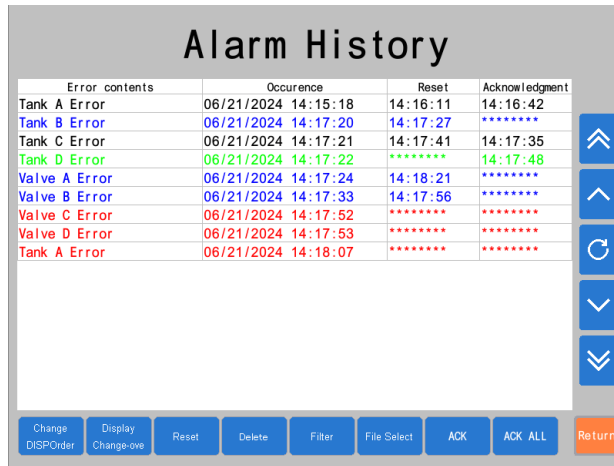 Alarm History
Error contents Occurence Reset Acknowledgment
Tank A Error 06/21/2024 14:15:18 14:16:11 14:16:42
Tank B Error 06/21/2024 14:17:20 14:17:27 ********
Tank C Error 06/21/2024 14:17:21 14:17:41 14:17:35
Tank D Error 06/21/2024 14:17:22 ******** 14:17:48
Valve A Error 06/21/2024 14:17:24 14:18:21 ********
Valve B Error 06/21/2024 14:17:33 14:17:56 ********
Valve C Error 06/21/2024 14:17:52 ******** ********
Valve D Error 06/21/2024 14:17:53 ******** ********
Tank A Error 06/21/2024 14:18:07 ******** ********
Change Display
DISPOrder Change-ove Reset Delete Filter File Select ACK ACK ALL Return